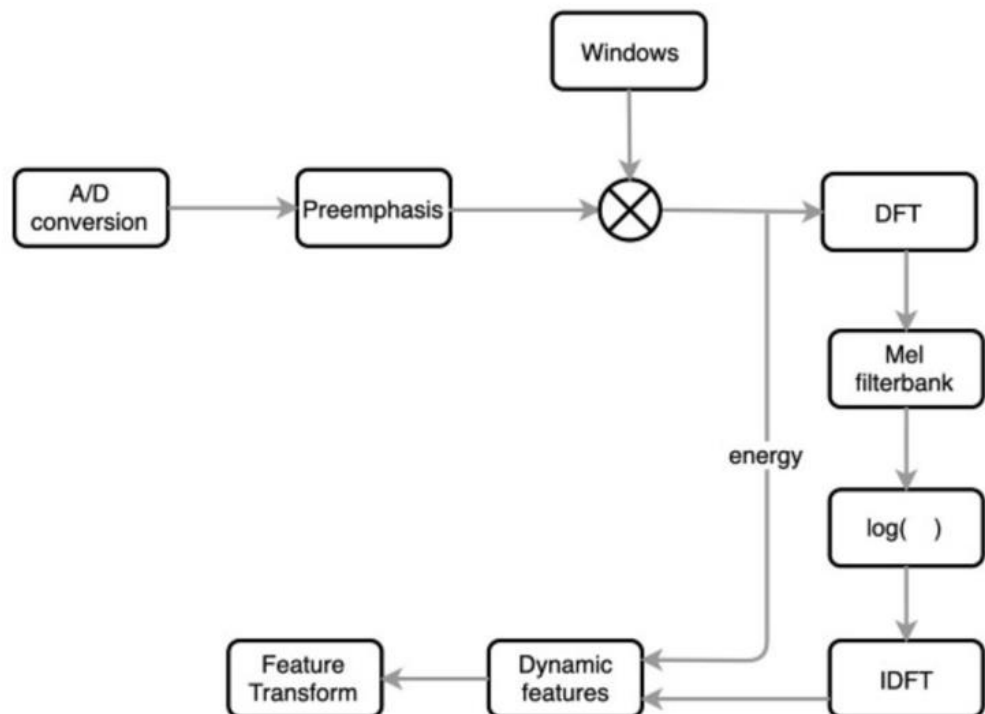 Windows
A/D
conversion
Preemphasis
DFT
Mel
filterbank
energy
log( )
Feature
Transform
Dynamic
features
IDFT